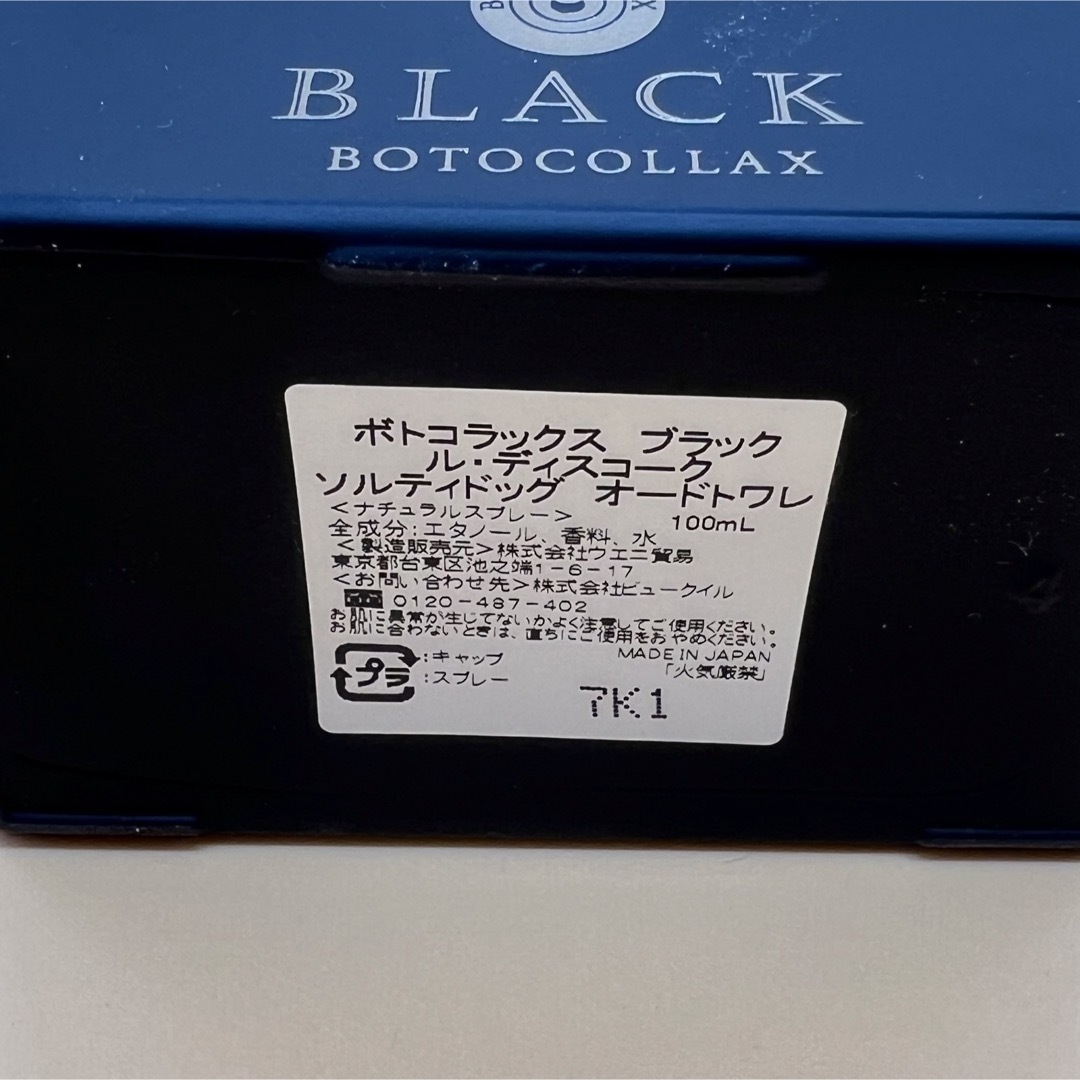 B X
BLACK
BOTOCOLLAX
ボトコラックス ブラック
ル・ディスコーク
ソルティドッグ オードトワレ
<ナチュラルスプレー> 100mL
全成分:エタノール、香料、水
<製造販売元>株式会社ウエニ貿易
東京都台東区池之端1-6-17
<お問い合わせ先>株式会社ビュークイル
0120-487-402
お肌に異常が生じてないかよく注意してご使用ください。
お肌に合わないときは、直ちにご使用をおやめください。
MADE IN JAPAN
プラ :キャップ 「火気厳禁」
:スプレー
7K1